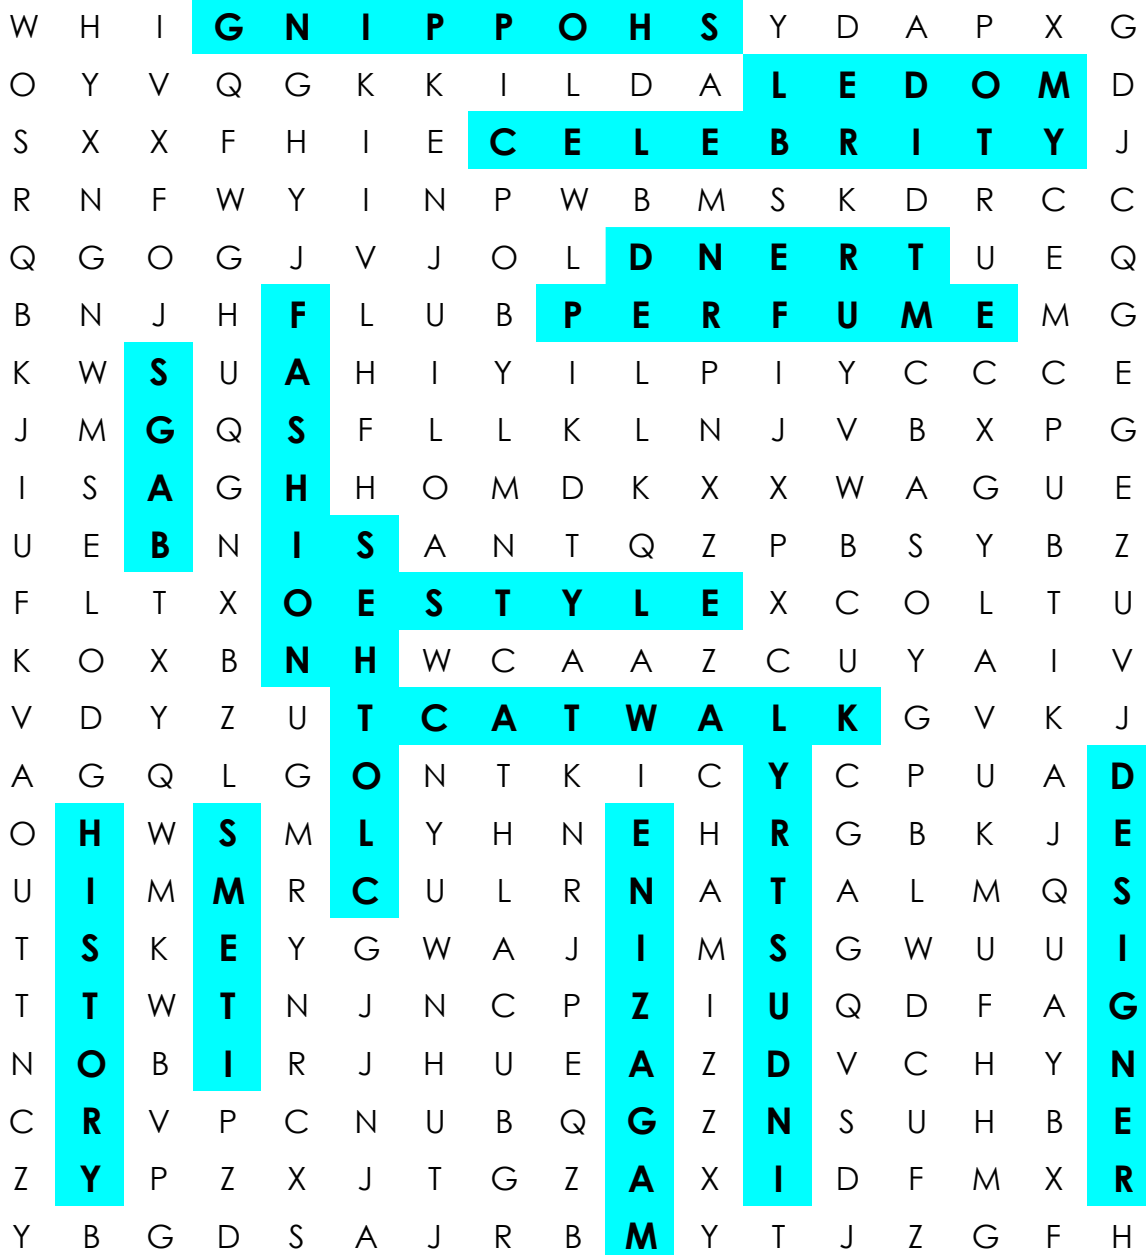 W H I G N I P P O H S Y D A P X G
O Y V Q G K K I L D A L E D O M D
S X X F H I E C E L E B R I T Y J
R N F W Y I N P W B M S K D R C C
Q G O G J V J O L D N E R T U E Q
B N J H F L U B P E R F U M E M G
K W S U A H I Y I L P I Y C C C E
J M G Q S F L L K L N J V B X P G
I S A G H H O M D K X X W A G U E
U E B N I S A N T Q Z P B S Y B Z
F L T X O E S T Y L E X C O L T U
K O X B N H W C A A Z C U Y A I V
V D Y Z U T C A T W A L K G V K J
A G Q L G O N T K I C Y C P U A D
O H W S M L Y H N E H R G B K J E
U I M M R C U L R N A T A L M Q S
T S K E Y G W A J I M S G W U U I
T T W T N J N C P Z I U Q D F A G
N O B I R J H U E A Z D V C H Y N
C R V P C N U B Q G Z N S U H B E
Z Y P Z X J T G Z A X I D F M X R
Y B G D S A J R B M Y T J Z G F H